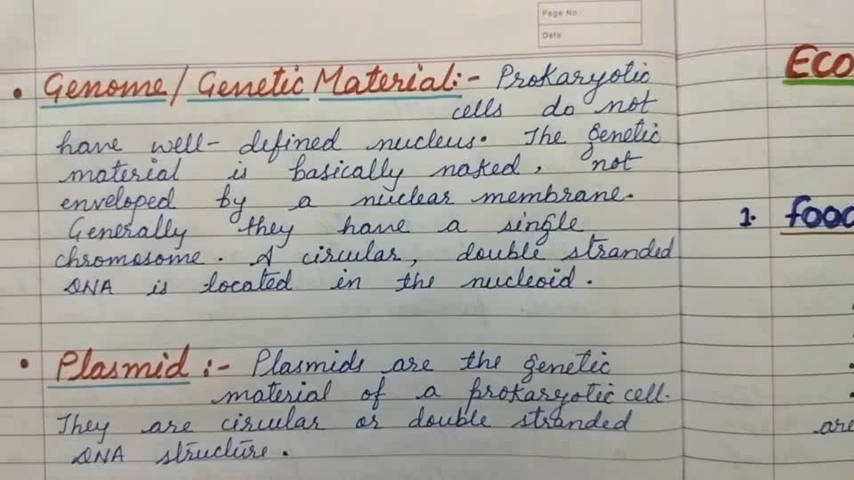 Page No.:
Date
• Genome / Genetic Material :- Prokaryotic
cells do not
have well-defined nucleus. The genetic
material is basically naked, not
enveloped by a nuclear membrane.
Generally they have a single
chromosome. A circular, double stranded
DNA is located in the nucleoid.
• Plasmid :- Plasmids are the genetic
material of a prokaryotic cell.
They are circular or double stranded
DNA structure.
Eco
1. food
are